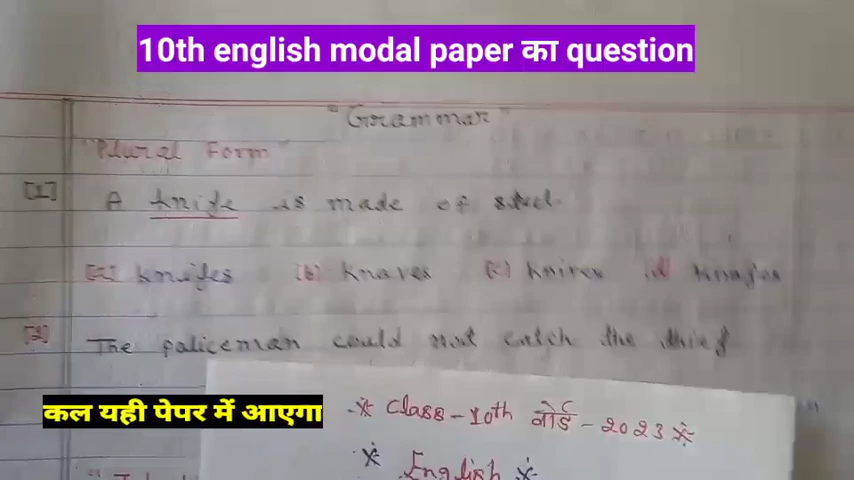 10th english modal paper का question
"Grammar"
"Plural Form"
[1] A knife is made of steel.
(a) knifes (b) knaves (c) knives (d) knafes
[2] The policeman could not catch the thief
कल यही पेपर में आएगा
* Class-10th बोर्ड - 2023 *
* English *